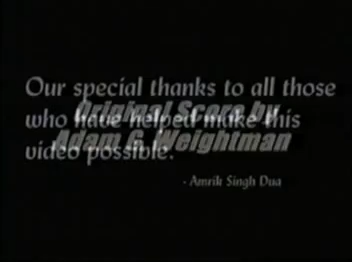 Our special thanks to all those
Original Score by
who have helped make this
Adam G. Weightman
video possible.
- Amrik Singh Dua